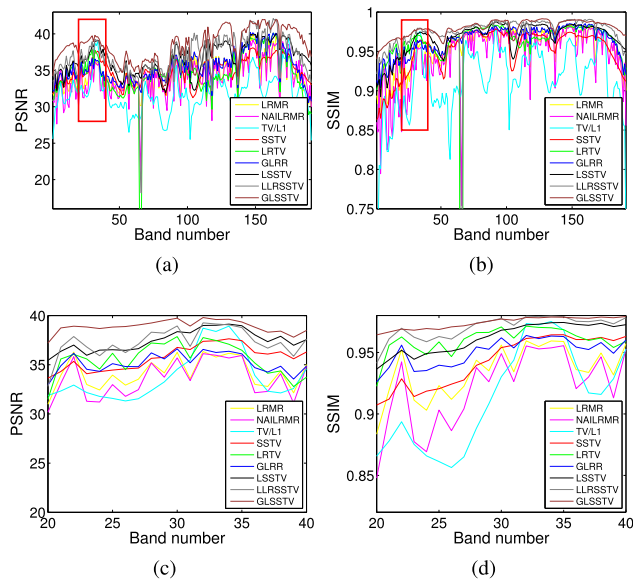 PSNR
40
35
30
25
20
50
100
150
Band number
LRMR
NAILRMR
TV/L1
SSTV
LRTV
GLRR
LSSTV
LLRSSTV
GLSSTV
(a)
SSIM
1
0.95
0.9
0.85
0.8
0.75
50
100
150
Band number
LRMR
NAILRMR
TV/L1
SSTV
LRTV
GLRR
LSSTV
LLRSSTV
GLSSTV
(b)
PSNR
40
35
30
25
20
20
25
30
35
40
Band number
LRMR
NAILRMR
TV/L1
SSTV
LRTV
GLRR
LSSTV
LLRSSTV
GLSSTV
(c)
SSIM
0.95
0.9
0.85
20
25
30
35
40
Band number
LRMR
NAILRMR
TV/L1
SSTV
LRTV
GLRR
LSSTV
LLRSSTV
GLSSTV
(d)